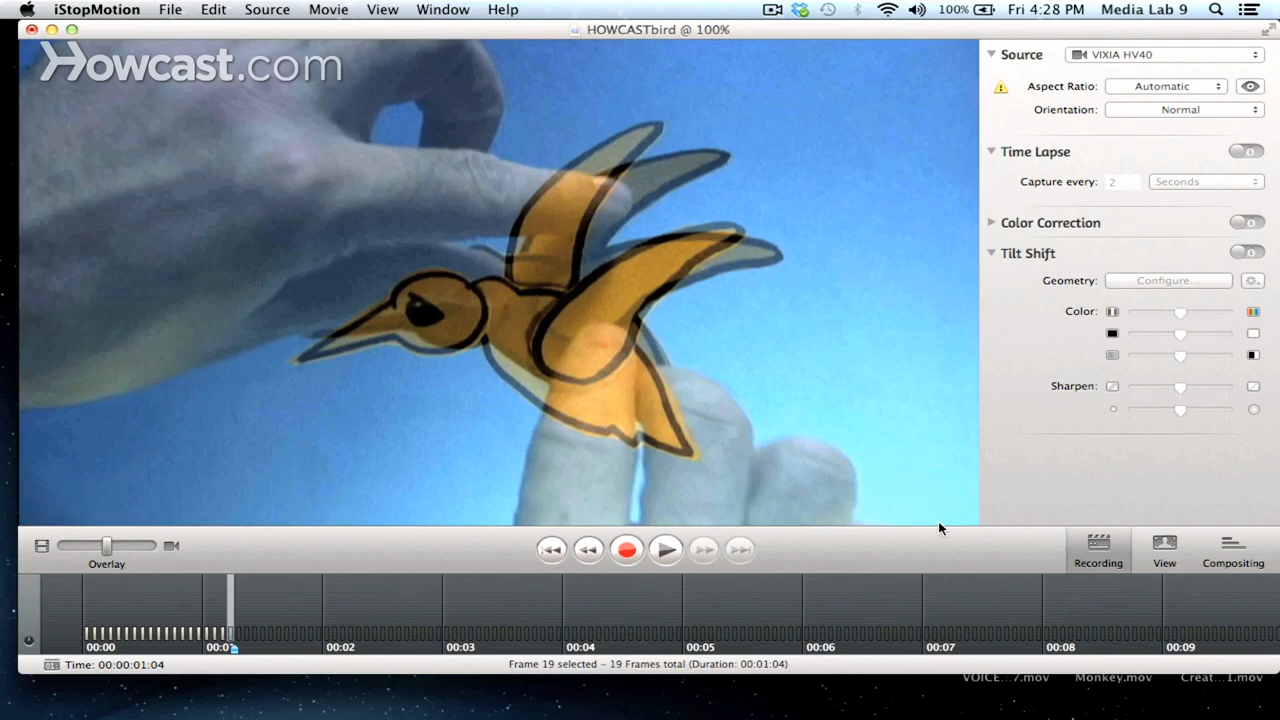 iStopMotion File Edit Source Movie View Window Help 100% Fri 4:28 PM Media Lab 9
HOWCASTbird @ 100%
Howcast.com
Source VIXIA HV40
Aspect Ratio: Automatic
Orientation: Normal
Time Lapse
Capture every: 2 Seconds
Color Correction
Tilt Shift
Geometry: Configure...
Color:
Sharpen:
Overlay
Recording View Compositing
00:00 00:02 00:03 00:04 00:05 00:06 00:07 00:08 00:09
Time: 00:00:01:04 Frame 19 selected – 19 Frames total (Duration: 00:01:04)
VOICE...7.mov Monkey.mov Creat...1.mov